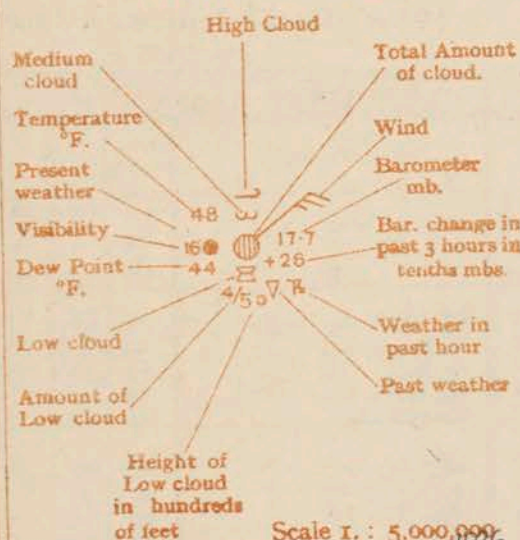 High Cloud
Medium
cloud
Total Amount
of cloud.
Temperature
°F.
Wind
Present
weather
Barometer
mb.
48
Visibility
16
17·7
Bar. change in
past 3 hours in
tenths mbs.
+26
Dew Point
°F.
44
4/50
Low cloud
Weather in
past hour
Amount of
Low cloud
Past weather
Height of
Low cloud
in hundreds
of feet
Scale 1. : 5,000,000